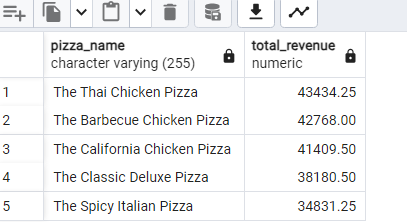 pizza_name total_revenue
character varying (255) numeric
1 The Thai Chicken Pizza 43434.25
2 The Barbecue Chicken Pizza 42768.00
3 The California Chicken Pizza 41409.50
4 The Classic Deluxe Pizza 38180.50
5 The Spicy Italian Pizza 34831.25